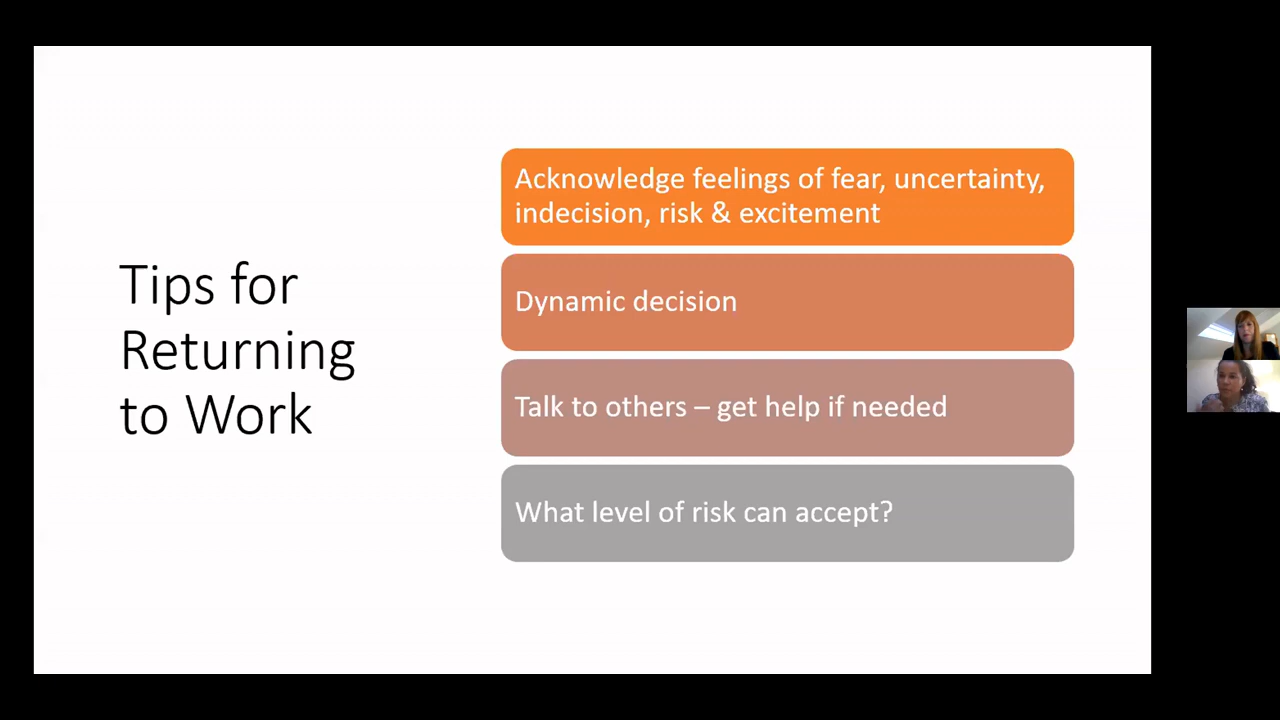 Tips for
Returning
to Work
Acknowledge feelings of fear, uncertainty,
indecision, risk & excitement
Dynamic decision
Talk to others – get help if needed
What level of risk can accept?